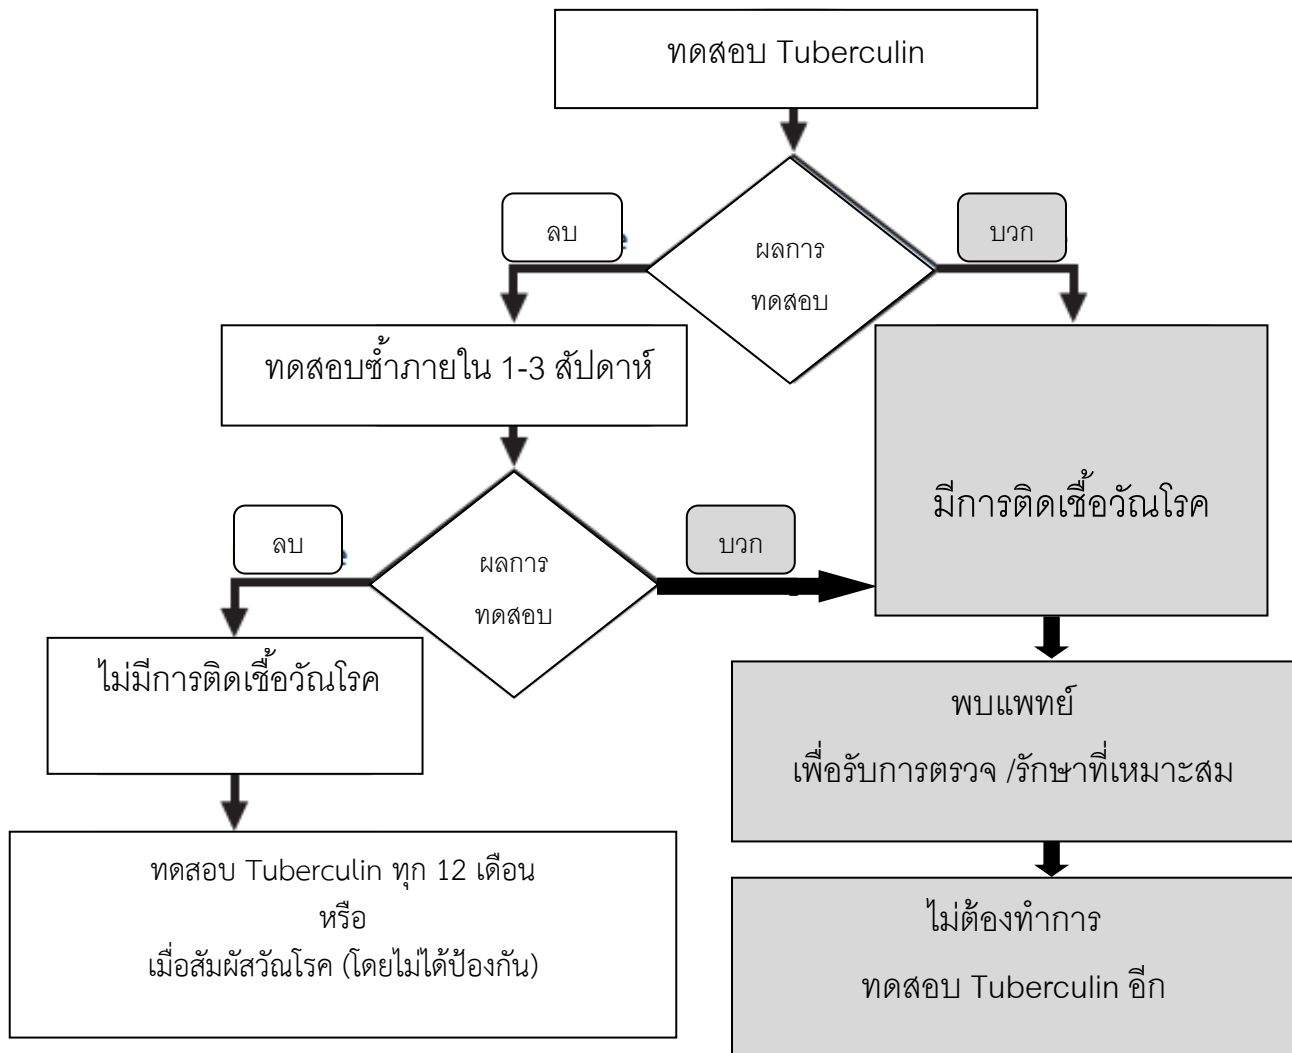 ทดสอบ Tuberculin
ลบ
ผลการ
ทดสอบ
บวก
ทดสอบซ้ำภายใน 1-3 สัปดาห์
มีการติดเชื้อวัณโรค
ลบ
ผลการ
ทดสอบ
บวก
ไม่มีการติดเชื้อวัณโรค
พบแพทย์
เพื่อรับการตรวจ /รักษาที่เหมาะสม
ทดสอบ Tuberculin ทุก 12 เดือน
หรือ
เมื่อสัมผัสวัณโรค (โดยไม่ได้ป้องกัน)
ไม่ต้องทำการ
ทดสอบ Tuberculin อีก